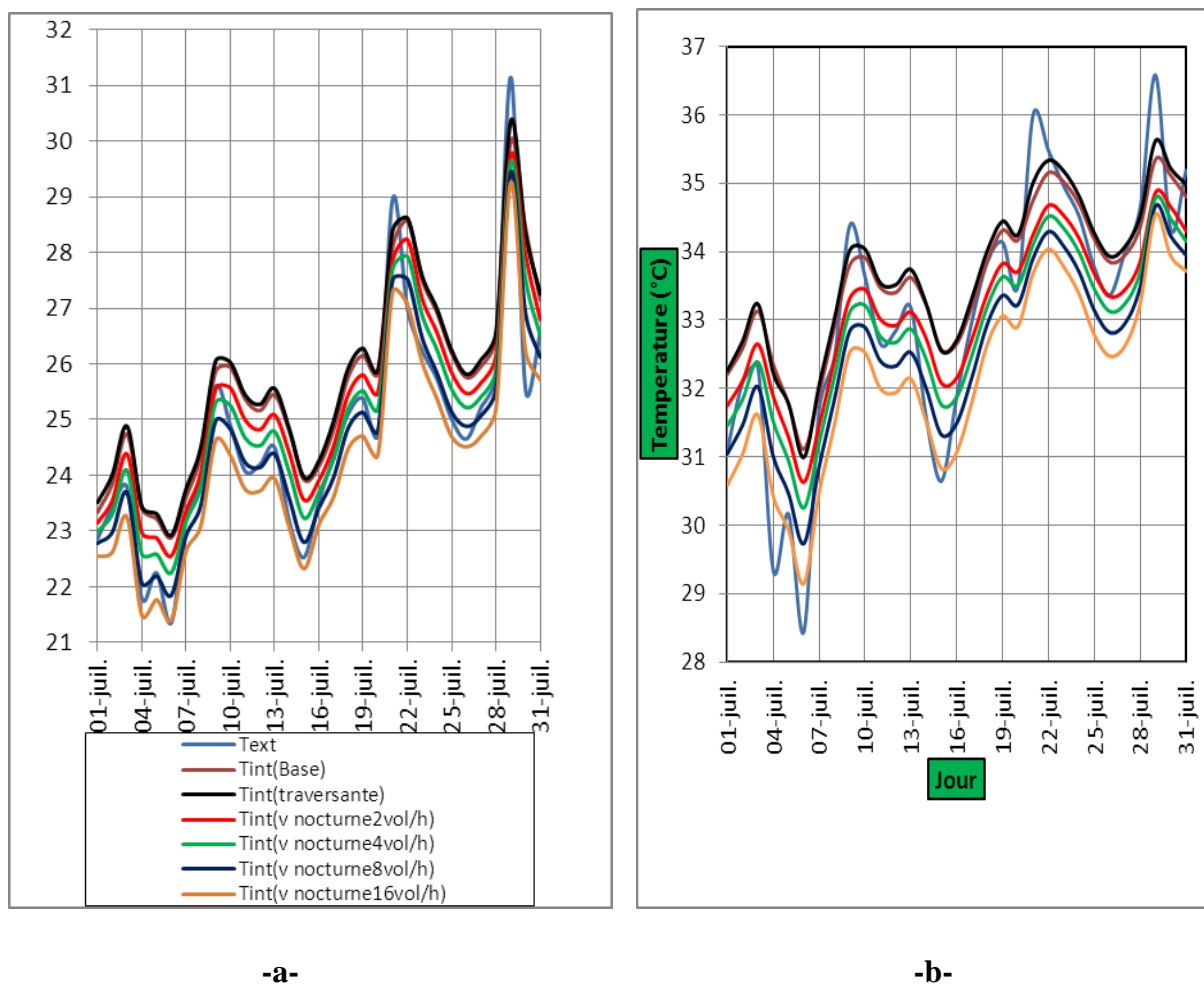 32
31
30
29
28
27
26
25
24
23
22
21
01-juil.
04-juil.
07-juil.
10-juil.
13-juil.
16-juil.
19-juil.
22-juil.
25-juil.
28-juil.
31-juil.
Text
Tint(Base)
Tint(traversante)
Tint(v nocturne2vol/h)
Tint(v nocturne4vol/h)
Tint(v nocturne8vol/h)
Tint(v nocturne16vol/h)
-a-
Temperature (°C)
37
36
35
34
33
32
31
30
29
28
01-juil.
04-juil.
07-juil.
10-juil.
13-juil.
16-juil.
19-juil.
22-juil.
25-juil.
28-juil.
31-juil.
Jour
-b-